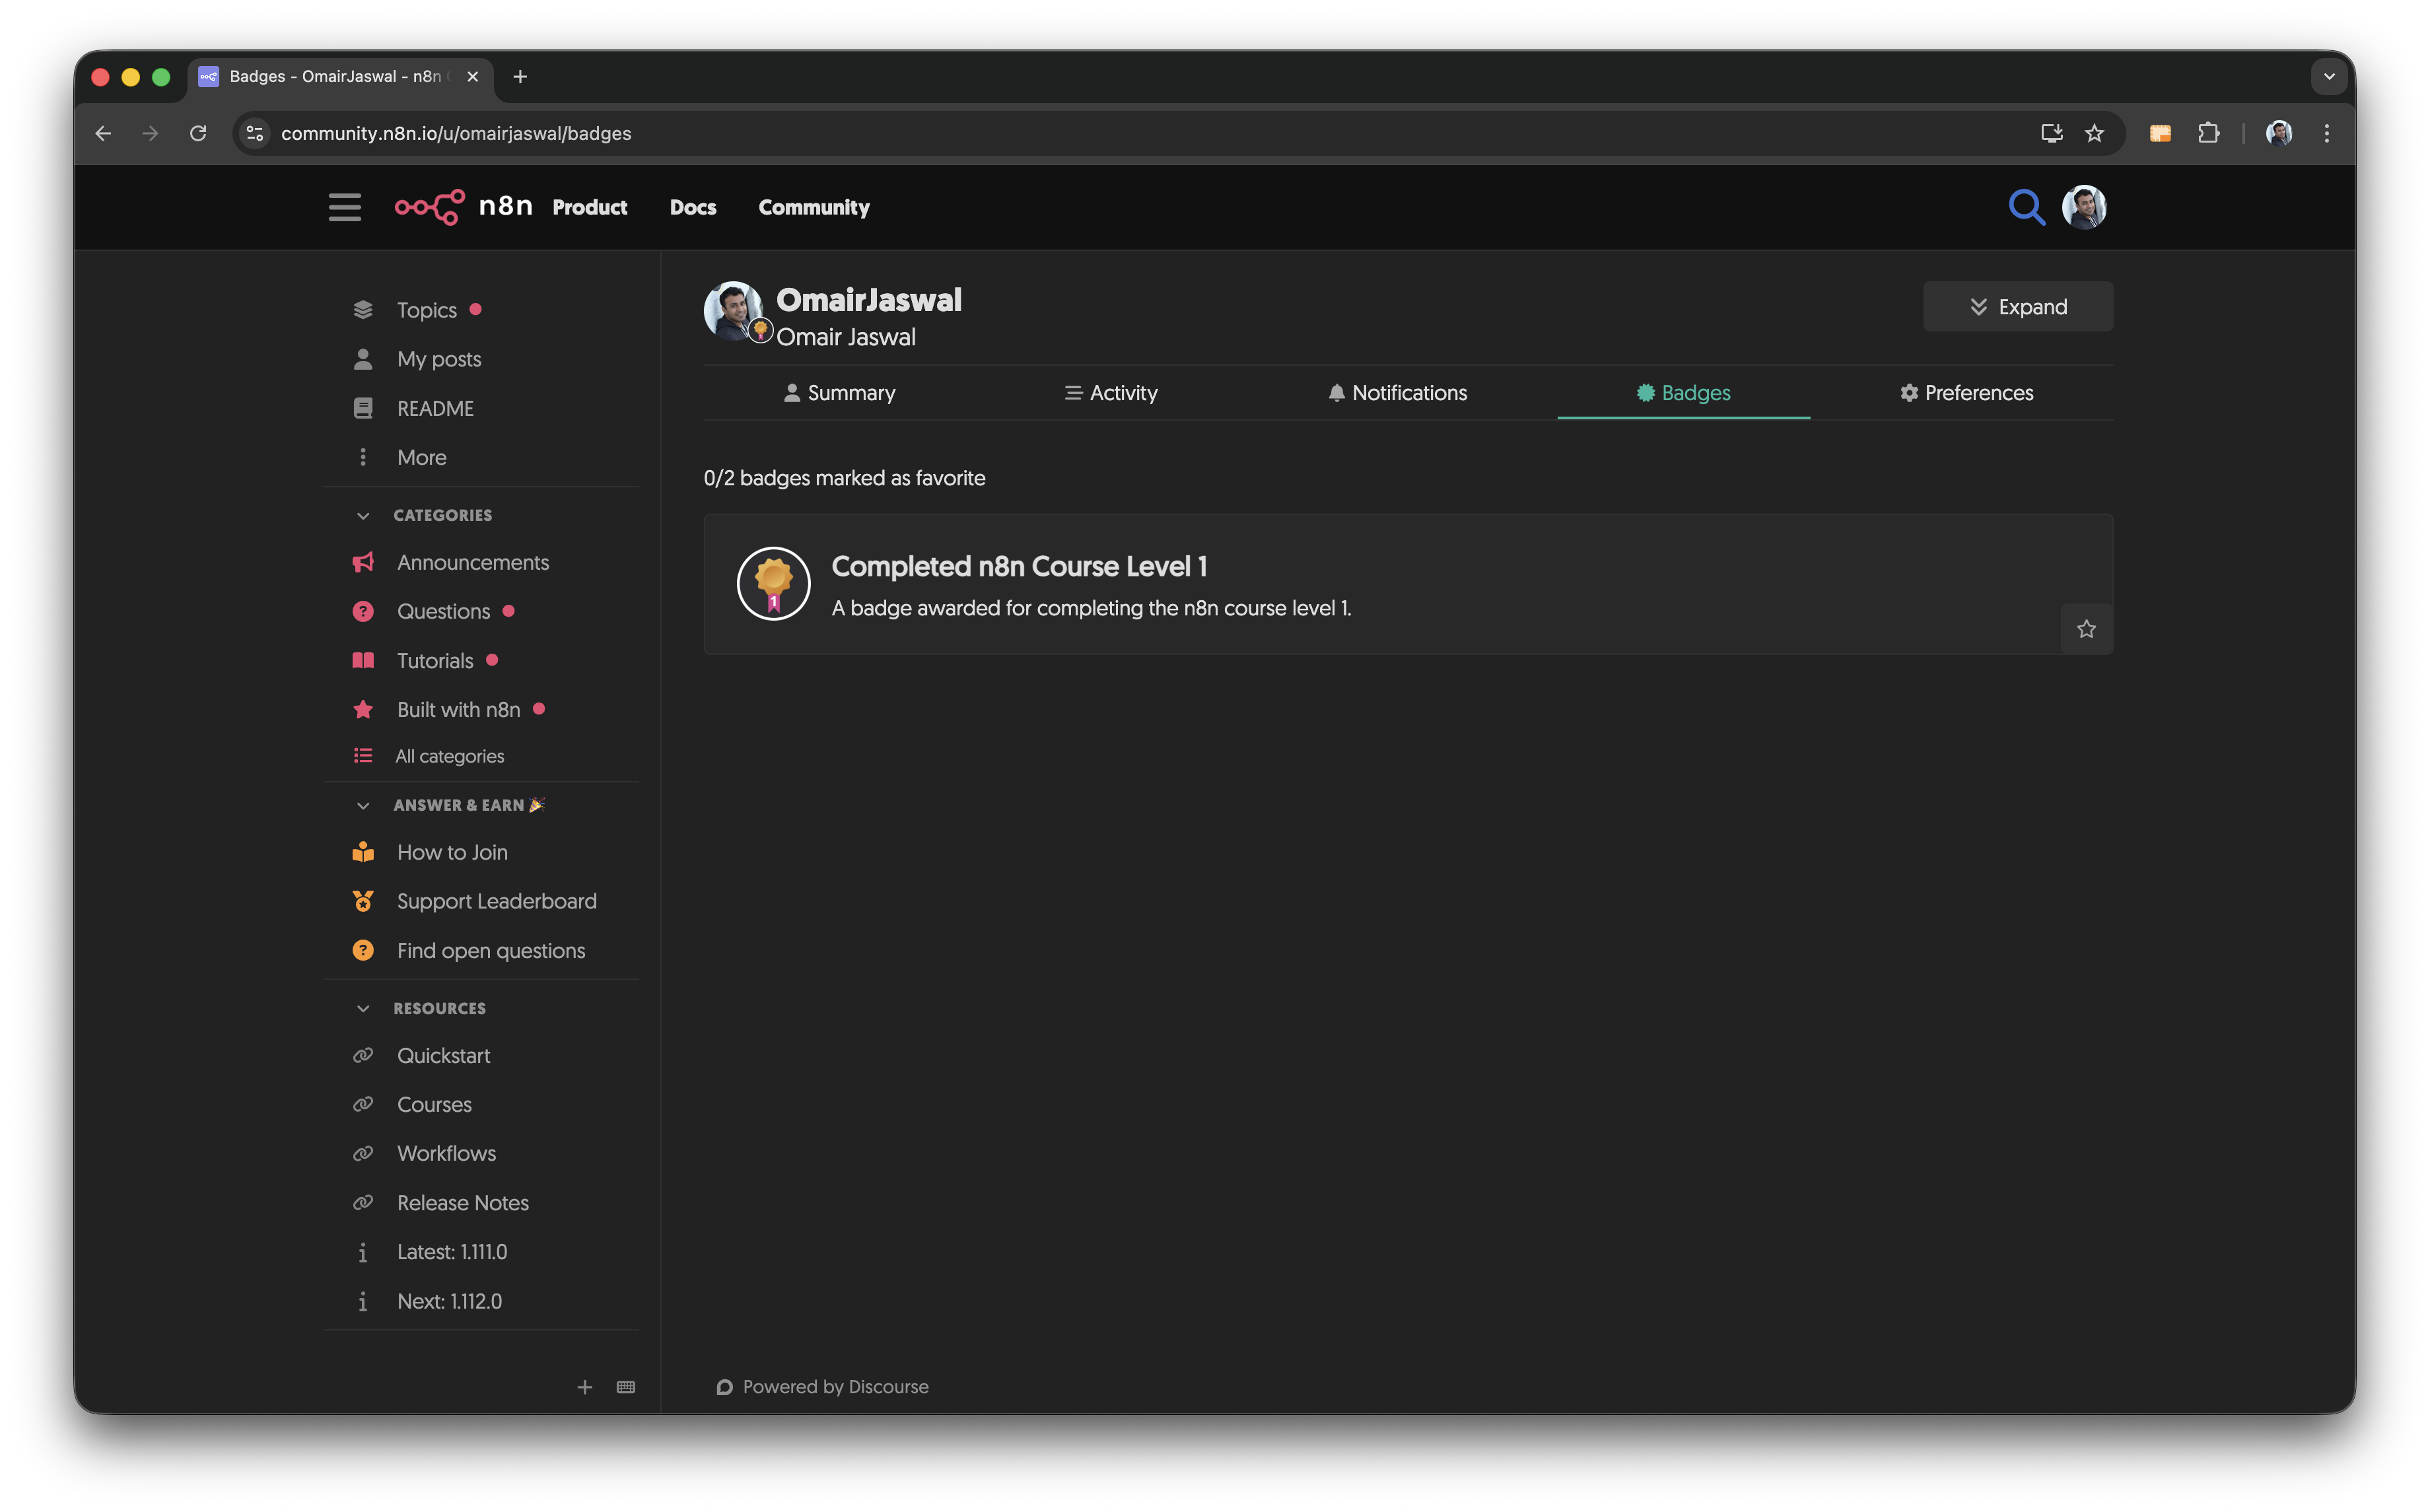 Badges - OmairJaswal - n8n
community.n8n.io/u/omairjaswal/badges
n8n Product Docs Community
Topics
My posts
README
More
CATEGORIES
Announcements
Questions
Tutorials
Built with n8n
All categories
ANSWER & EARN 🎉
How to Join
Support Leaderboard
Find open questions
RESOURCES
Quickstart
Courses
Workflows
Release Notes
Latest: 1.111.0
Next: 1.112.0
OmairJaswal
Omair Jaswal
Expand
Summary Activity Notifications Badges Preferences
0/2 badges marked as favorite
1
Completed n8n Course Level 1
A badge awarded for completing the n8n course level 1.
Powered by Discourse